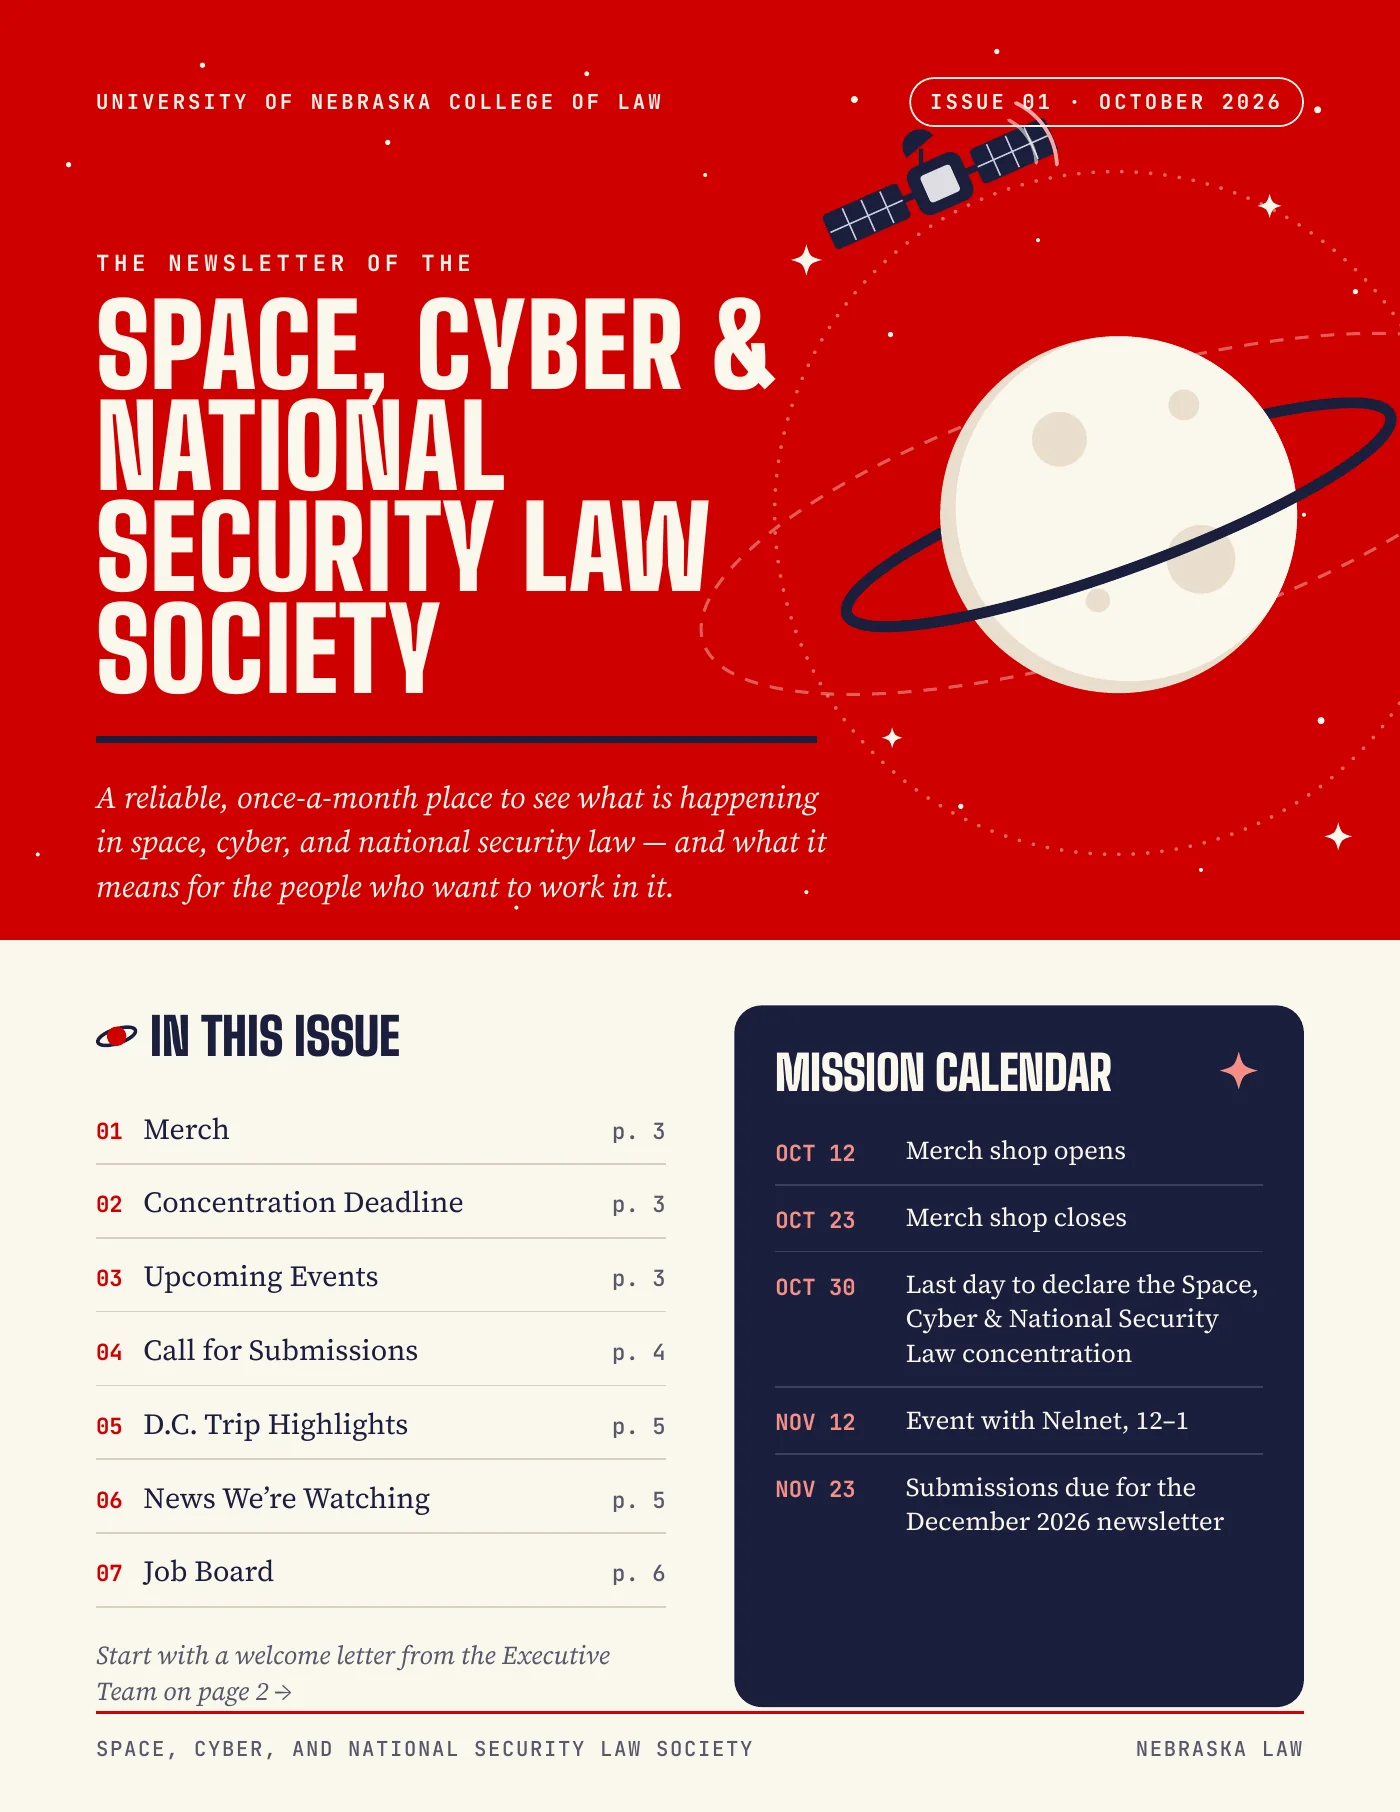 UNIVERSITY OF NEBRASKA COLLEGE OF LAW
ISSUE 01 · OCTOBER 2026
THE NEWSLETTER OF THE
SPACE, CYBER &
NATIONAL
SECURITY LAW
SOCIETY
A reliable, once-a-month place to see what is happening
in space, cyber, and national security law — and what it
means for the people who want to work in it.
IN THIS ISSUE
01 Merch p. 3
02 Concentration Deadline p. 3
03 Upcoming Events p. 3
04 Call for Submissions p. 4
05 D.C. Trip Highlights p. 5
06 News We’re Watching p. 5
07 Job Board p. 6
Start with a welcome letter from the Executive
Team on page 2 →
MISSION CALENDAR
OCT 12 Merch shop opens
OCT 23 Merch shop closes
OCT 30 Last day to declare the Space,
Cyber & National Security
Law concentration
NOV 12 Event with Nelnet, 12–1
NOV 23 Submissions due for the
December 2026 newsletter
SPACE, CYBER, AND NATIONAL SECURITY LAW SOCIETY
NEBRASKA LAW